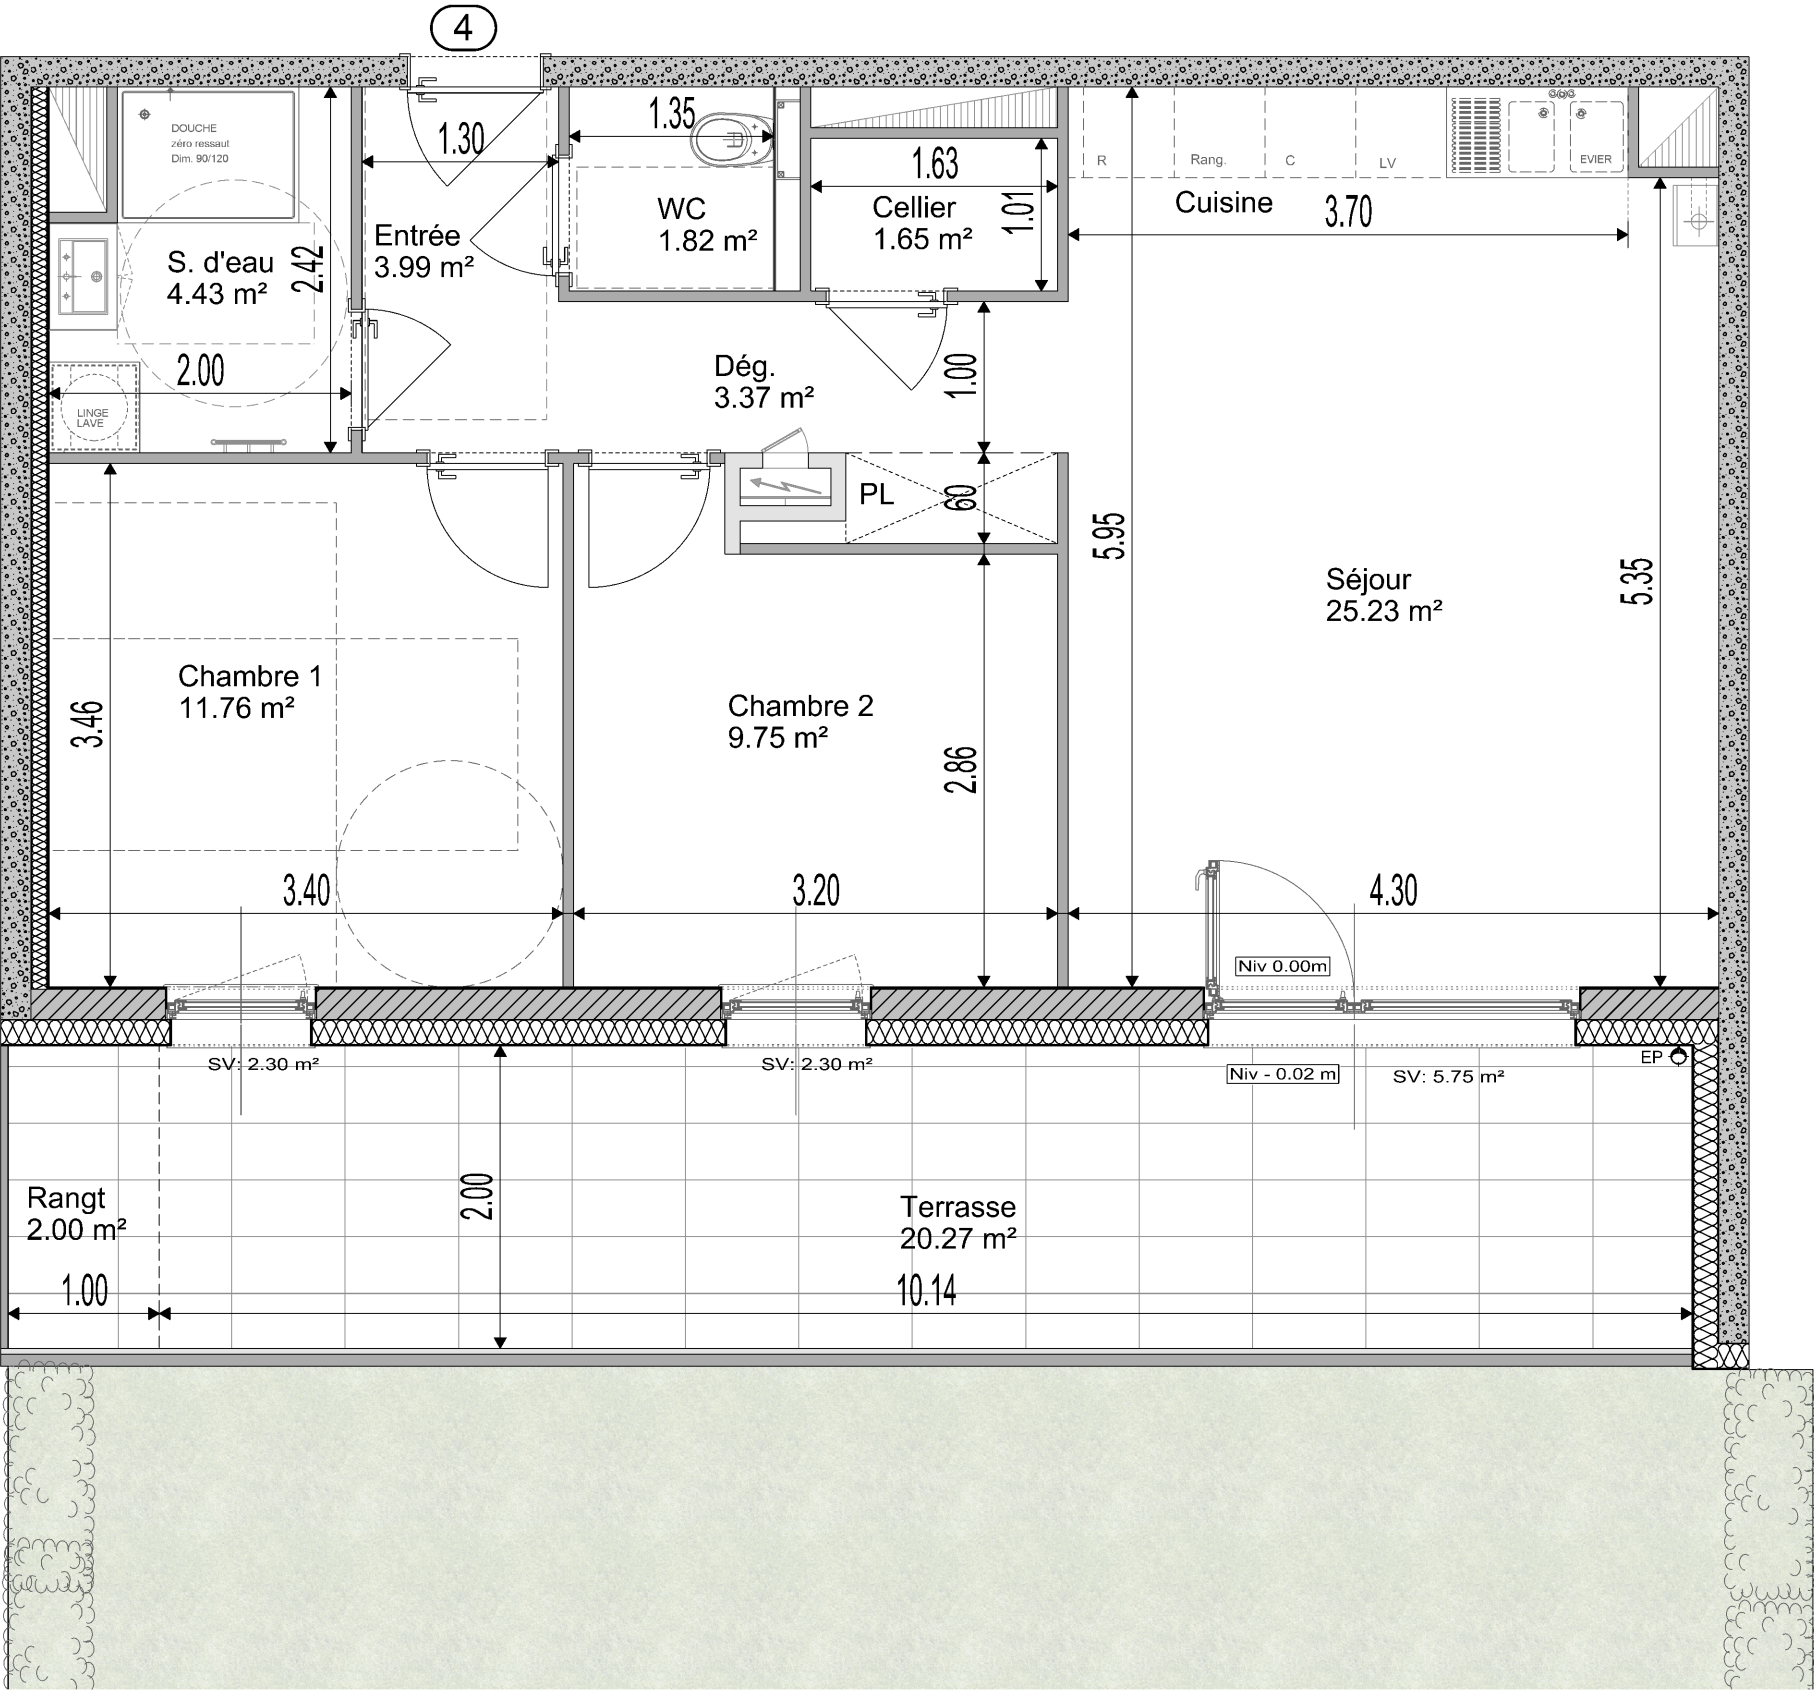 4
DOUCHE
zéro ressaut
Dim. 90/120
1.30
1.35
1.63
1.01
WC
1.82 m²
Cellier
1.65 m²
R
Rang.
C
LV
EVIER
Cuisine
3.70
Entrée
3.99 m²
S. d'eau
4.43 m²
2.42
2.00
LINGE
LAVE
Dég.
3.37 m²
1.00
PL
60
5.95
5.35
Séjour
25.23 m²
Chambre 1
11.76 m²
3.46
Chambre 2
9.75 m²
2.86
3.40
3.20
4.30
Niv 0.00m
SV: 2.30 m²
SV: 2.30 m²
Niv - 0.02 m
SV: 5.75 m²
EP
Rangt
2.00 m²
2.00
Terrasse
20.27 m²
1.00
10.14